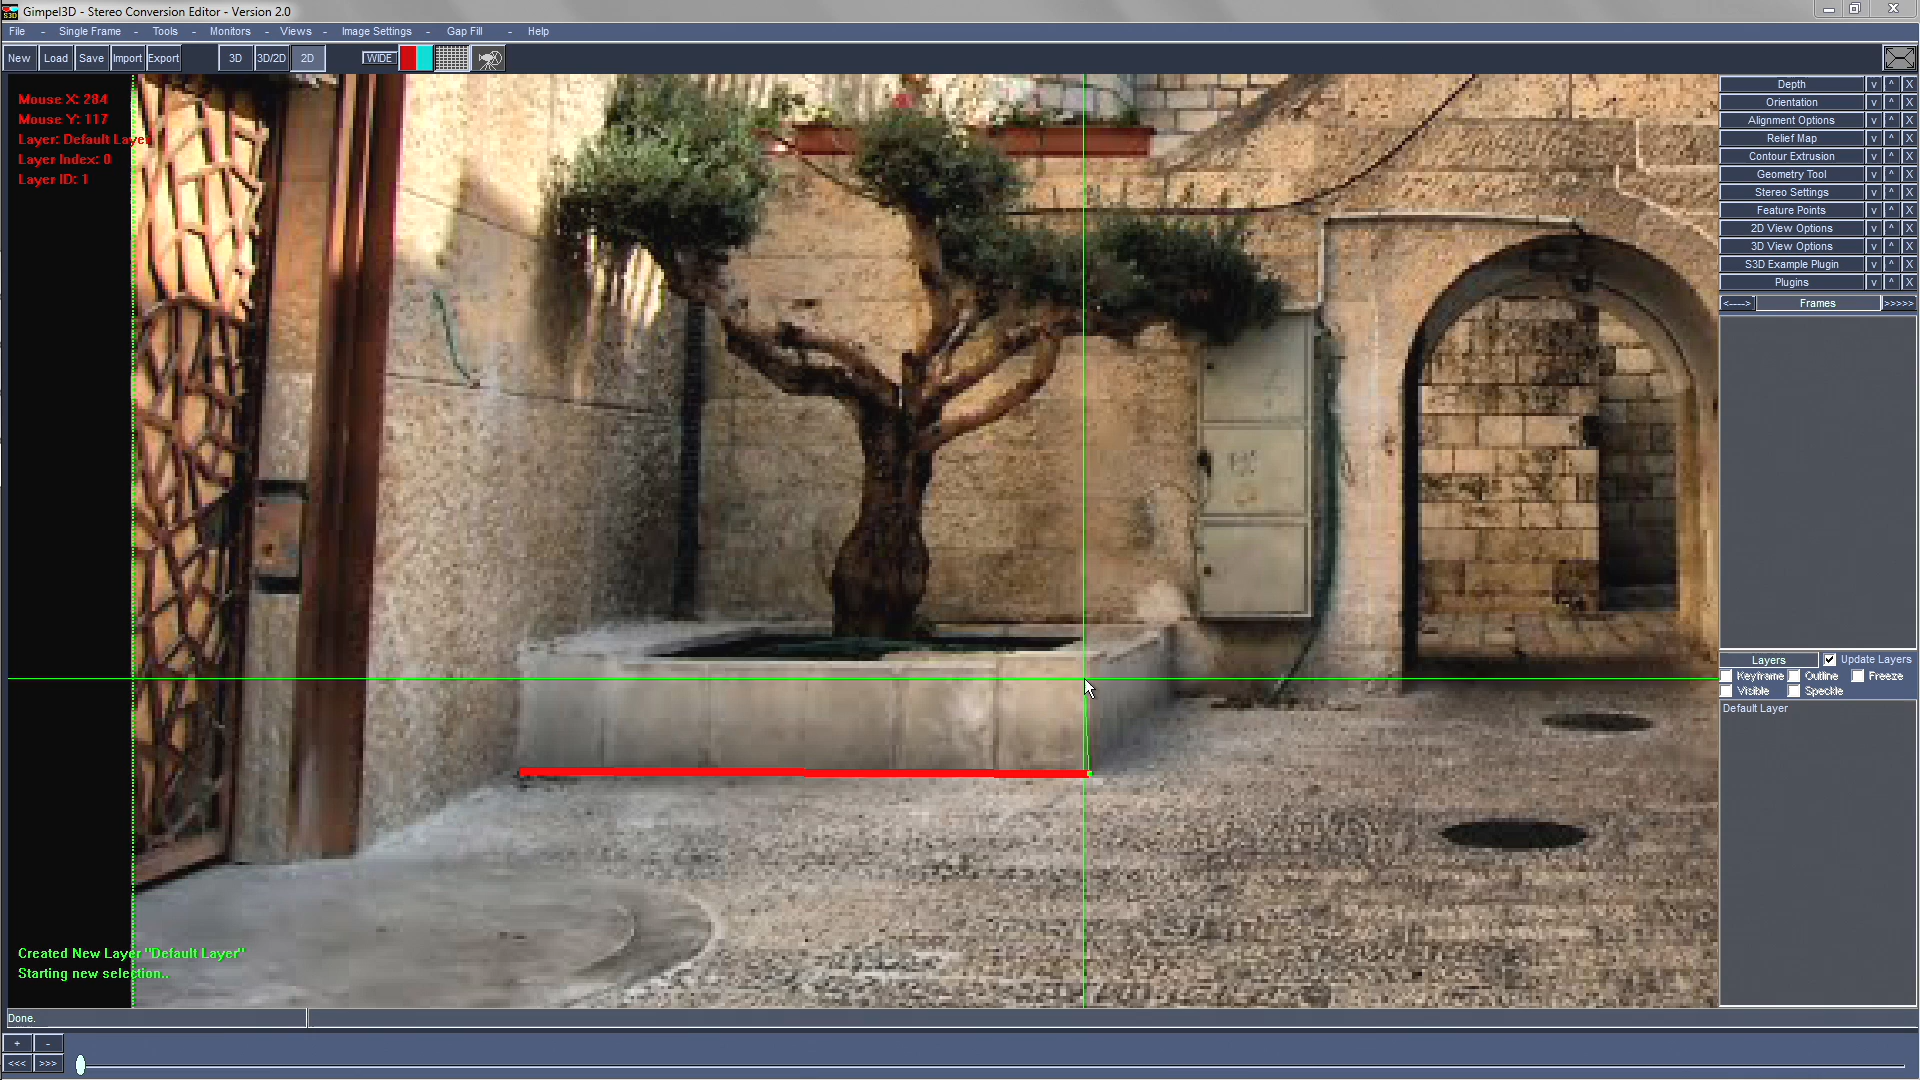 Gimpel3D - Stereo Conversion Editor - Version 2.0
File - Single Frame - Tools - Monitors - Views - Image Settings - Gap Fill - Help
New Load Save Import Export 3D 3D/2D 2D WIDE
Mouse X: 284
Mouse Y: 117
Layer: Default Layer
Layer Index: 0
Layer ID: 1
Depth v ^ X
Orientation v ^ X
Alignment Options v ^ X
Relief Map v ^ X
Contour Extrusion v ^ X
Geometry Tool v ^ X
Stereo Settings v ^ X
Feature Points v ^ X
2D View Options v ^ X
3D View Options v ^ X
S3D Example Plugin v ^ X
Plugins v ^ X
<----> Frames >>>>>
Layers Update Layers
Keyframe Outline Freeze
Visible Speckle
Default Layer
Created New Layer "Default Layer"
Starting new selection..
Done.
+ -
<<< >>>